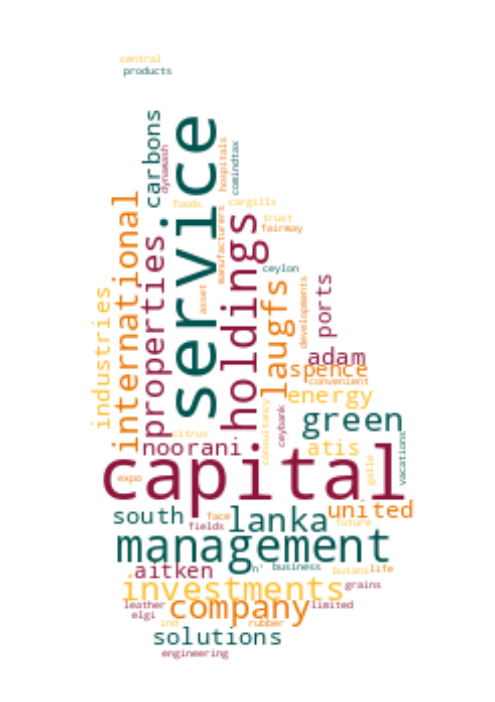 central
products
carbons
service
dynawash
hospitals
comindtax
foods
cargills
international
holdings
manufacturers
trust
fairway
properties
ceylon
laugfs
ports
industries
asset
developments
adam
spence
convenient
energy
green
consultancy
ceybank
citrus
noorani
atis
vacations
capital
galle
expo
south
lanka
face
fields
united
future
management
aitken
n'
business
butani
life
investments
grains
leather
company
limited
elgi
ind
rubber
solutions
engineering